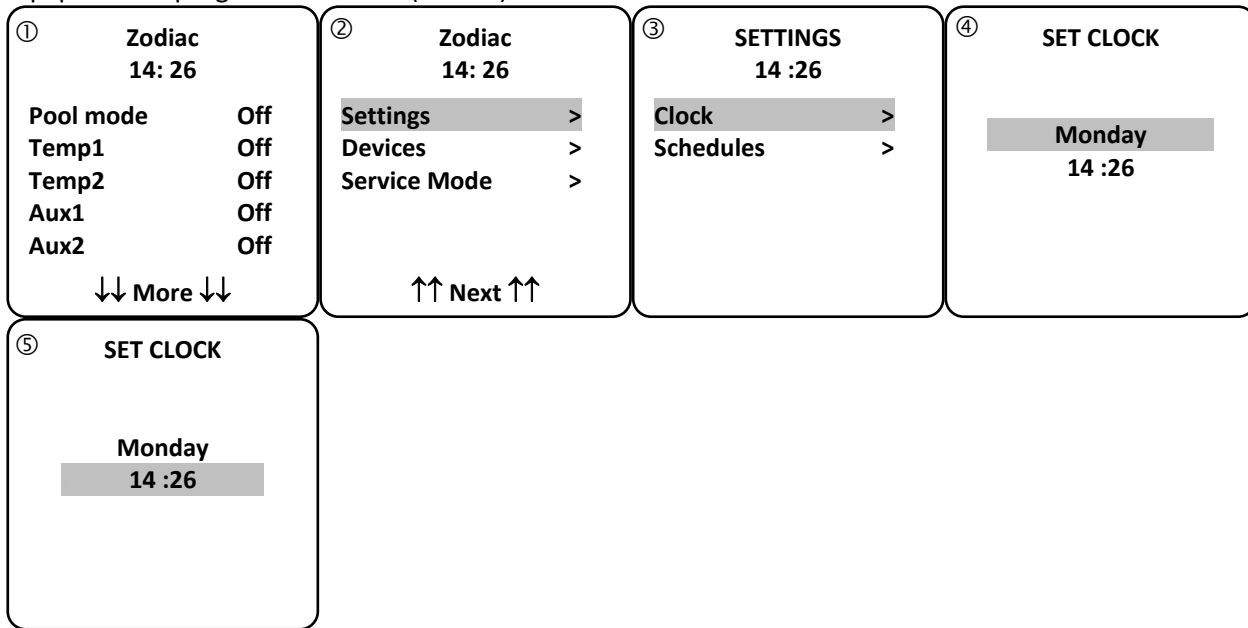 ①
Zodiac
14: 26
Pool mode Off
Temp1 Off
Temp2 Off
Aux1 Off
Aux2 Off
↓↓ More ↓↓
②
Zodiac
14: 26
Settings >
Devices >
Service Mode >
↑↑ Next ↑↑
③
SETTINGS
14 :26
Clock >
Schedules >
④
SET CLOCK
Monday
14 :26
⑤
SET CLOCK
Monday
14 :26